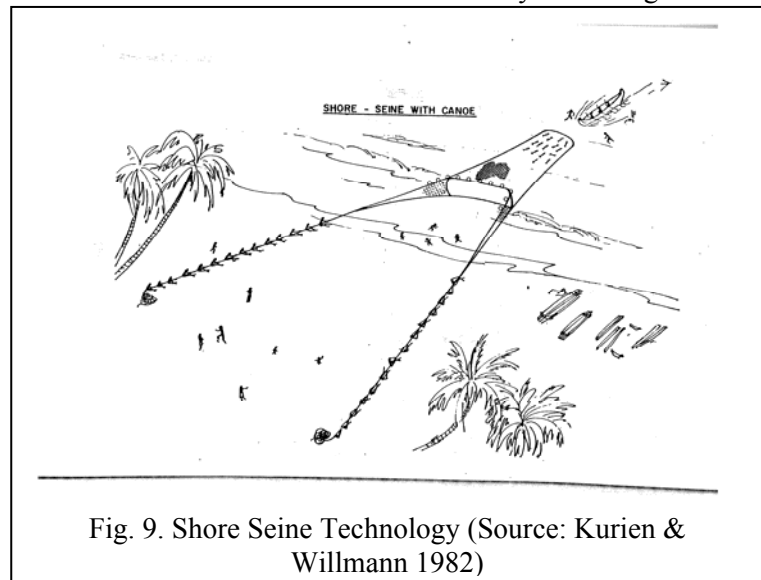 SHORE - SEINE WITH CANOE
Fig. 9. Shore Seine Technology (Source: Kurien &
Willmann 1982)